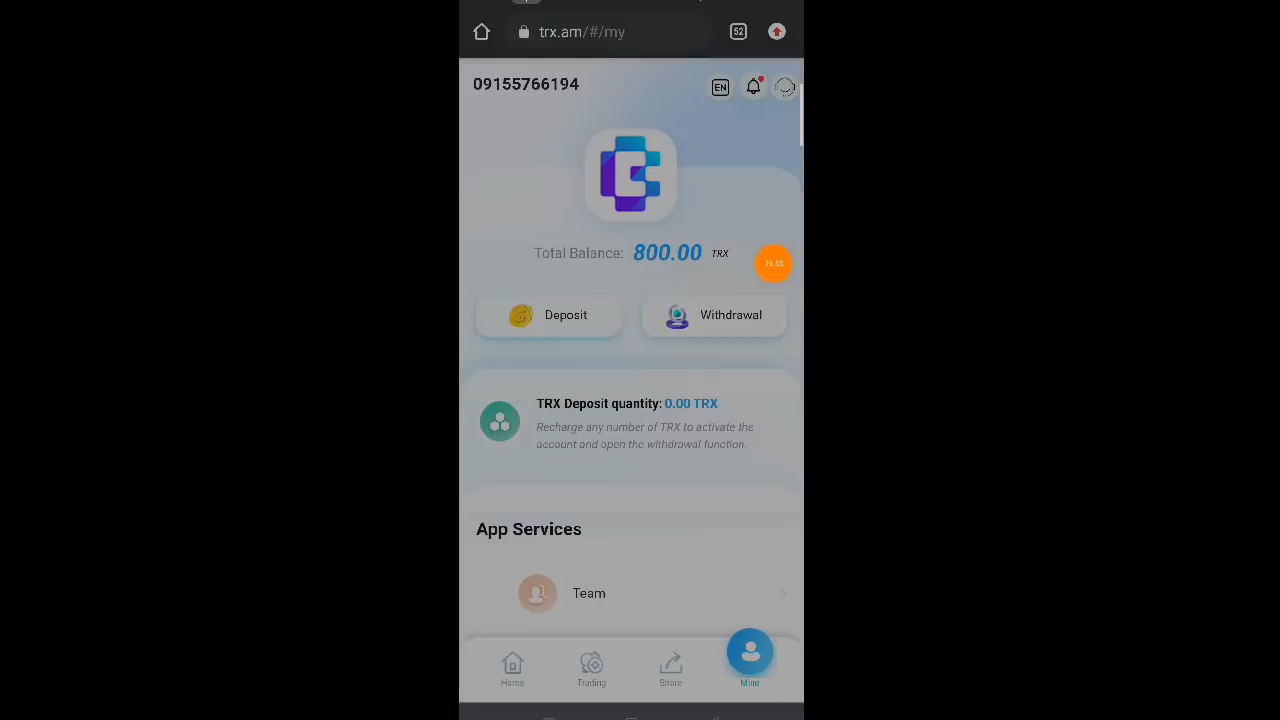 trx.am/#/my
52
09155766194
EN
Total Balance: 800.00 TRX
Deposit
Withdrawal
TRX Deposit quantity: 0.00 TRX
Recharge any number of TRX to activate the
account and open the withdrawal function.
App Services
Team
Home
Trading
Share
Mine